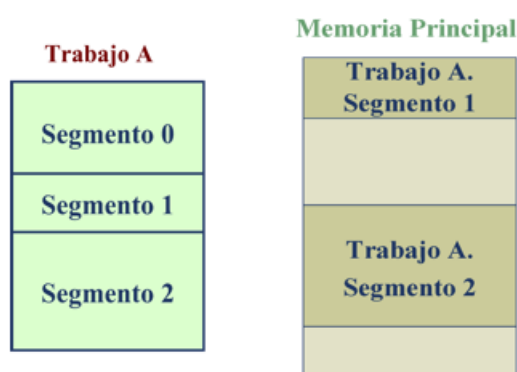 Trabajo A
Segmento 0
Segmento 1
Segmento 2
Memoria Principal
Trabajo A.
Segmento 1
Trabajo A.
Segmento 2